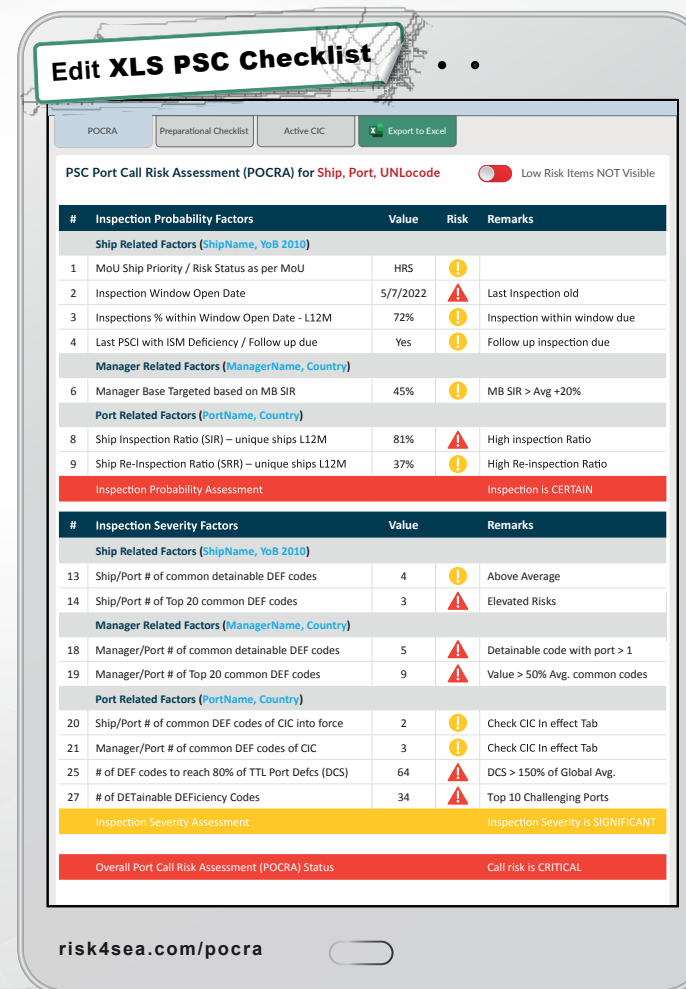 Edit XLS PSC Checklist
POCRA Preparational Checklist Active CIC Export to Excel
PSC Port Call Risk Assessment (POCRA) for Ship, Port, UNLocode Low Risk Items NOT Visible
# Inspection Probability Factors Value Risk Remarks
Ship Related Factors (ShipName, YoB 2010)
1 MoU Ship Priority / Risk Status as per MoU HRS
2 Inspection Window Open Date 5/7/2022 Last Inspection old
3 Inspections % within Window Open Date - L12M 72% Inspection within window due
4 Last PSCI with ISM Deficiency / Follow up due Yes Follow up inspection due
Manager Related Factors (ManagerName, Country)
6 Manager Base Targeted based on MB SIR 45% MB SIR > Avg +20%
Port Related Factors (PortName, Country)
8 Ship Inspection Ratio (SIR) – unique ships L12M 81% High inspection Ratio
9 Ship Re-Inspection Ratio (SRR) – unique ships L12M 37% High Re-inspection Ratio
Inspection Probability Assessment Inspection is CERTAIN
# Inspection Severity Factors Value Remarks
Ship Related Factors (ShipName, YoB 2010)
13 Ship/Port # of common detainable DEF codes 4 Above Average
14 Ship/Port # of Top 20 common DEF codes 3 Elevated Risks
Manager Related Factors (ManagerName, Country)
18 Manager/Port # of common detainable DEF codes 5 Detainable code with port > 1
19 Manager/Port # of Top 20 common DEF codes 9 Value > 50% Avg. common codes
Port Related Factors (PortName, Country)
20 Ship/Port # of common DEF codes of CIC into force 2 Check CIC In effect Tab
21 Manager/Port # of common DEF codes of CIC 3 Check CIC In effect Tab
25 # of DEF codes to reach 80% of TTL Port Defcs (DCS) 64 DCS > 150% of Global Avg.
27 # of DETainable DEFiciency Codes 34 Top 10 Challenging Ports
Inspection Severity Assessment Inspection Severity is SIGNIFICANT
Overall Port Call Risk Assessment (POCRA) Status Call risk is CRITICAL
risk4sea.com/pocra